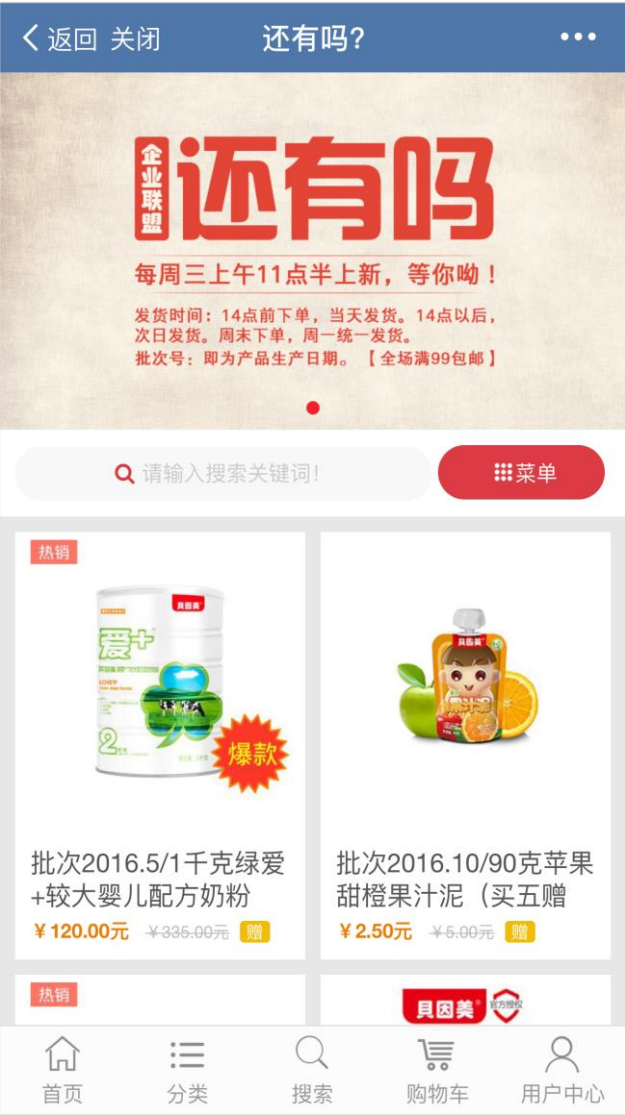 返回 关闭 还有吗?
企业联盟
还有吗
每周三上午11点半上新，等你呦！
发货时间：14点前下单，当天发货。14点以后，
次日发货。周末下单，周一统一发货。
批次号：即为产品生产日期。【全场满99包邮】
请输入搜索关键词!
菜单
热销
贝因美
爱+
2
爆款
批次2016.5/1千克绿爱
+较大婴儿配方奶粉
￥120.00元 ￥335.00元 赠
贝因美
果汁泥
批次2016.10/90克苹果
甜橙果汁泥（买五赠
￥2.50元 ￥5.00元 赠
热销
貝因美
官方授权
首页 分类 搜索 购物车 用户中心